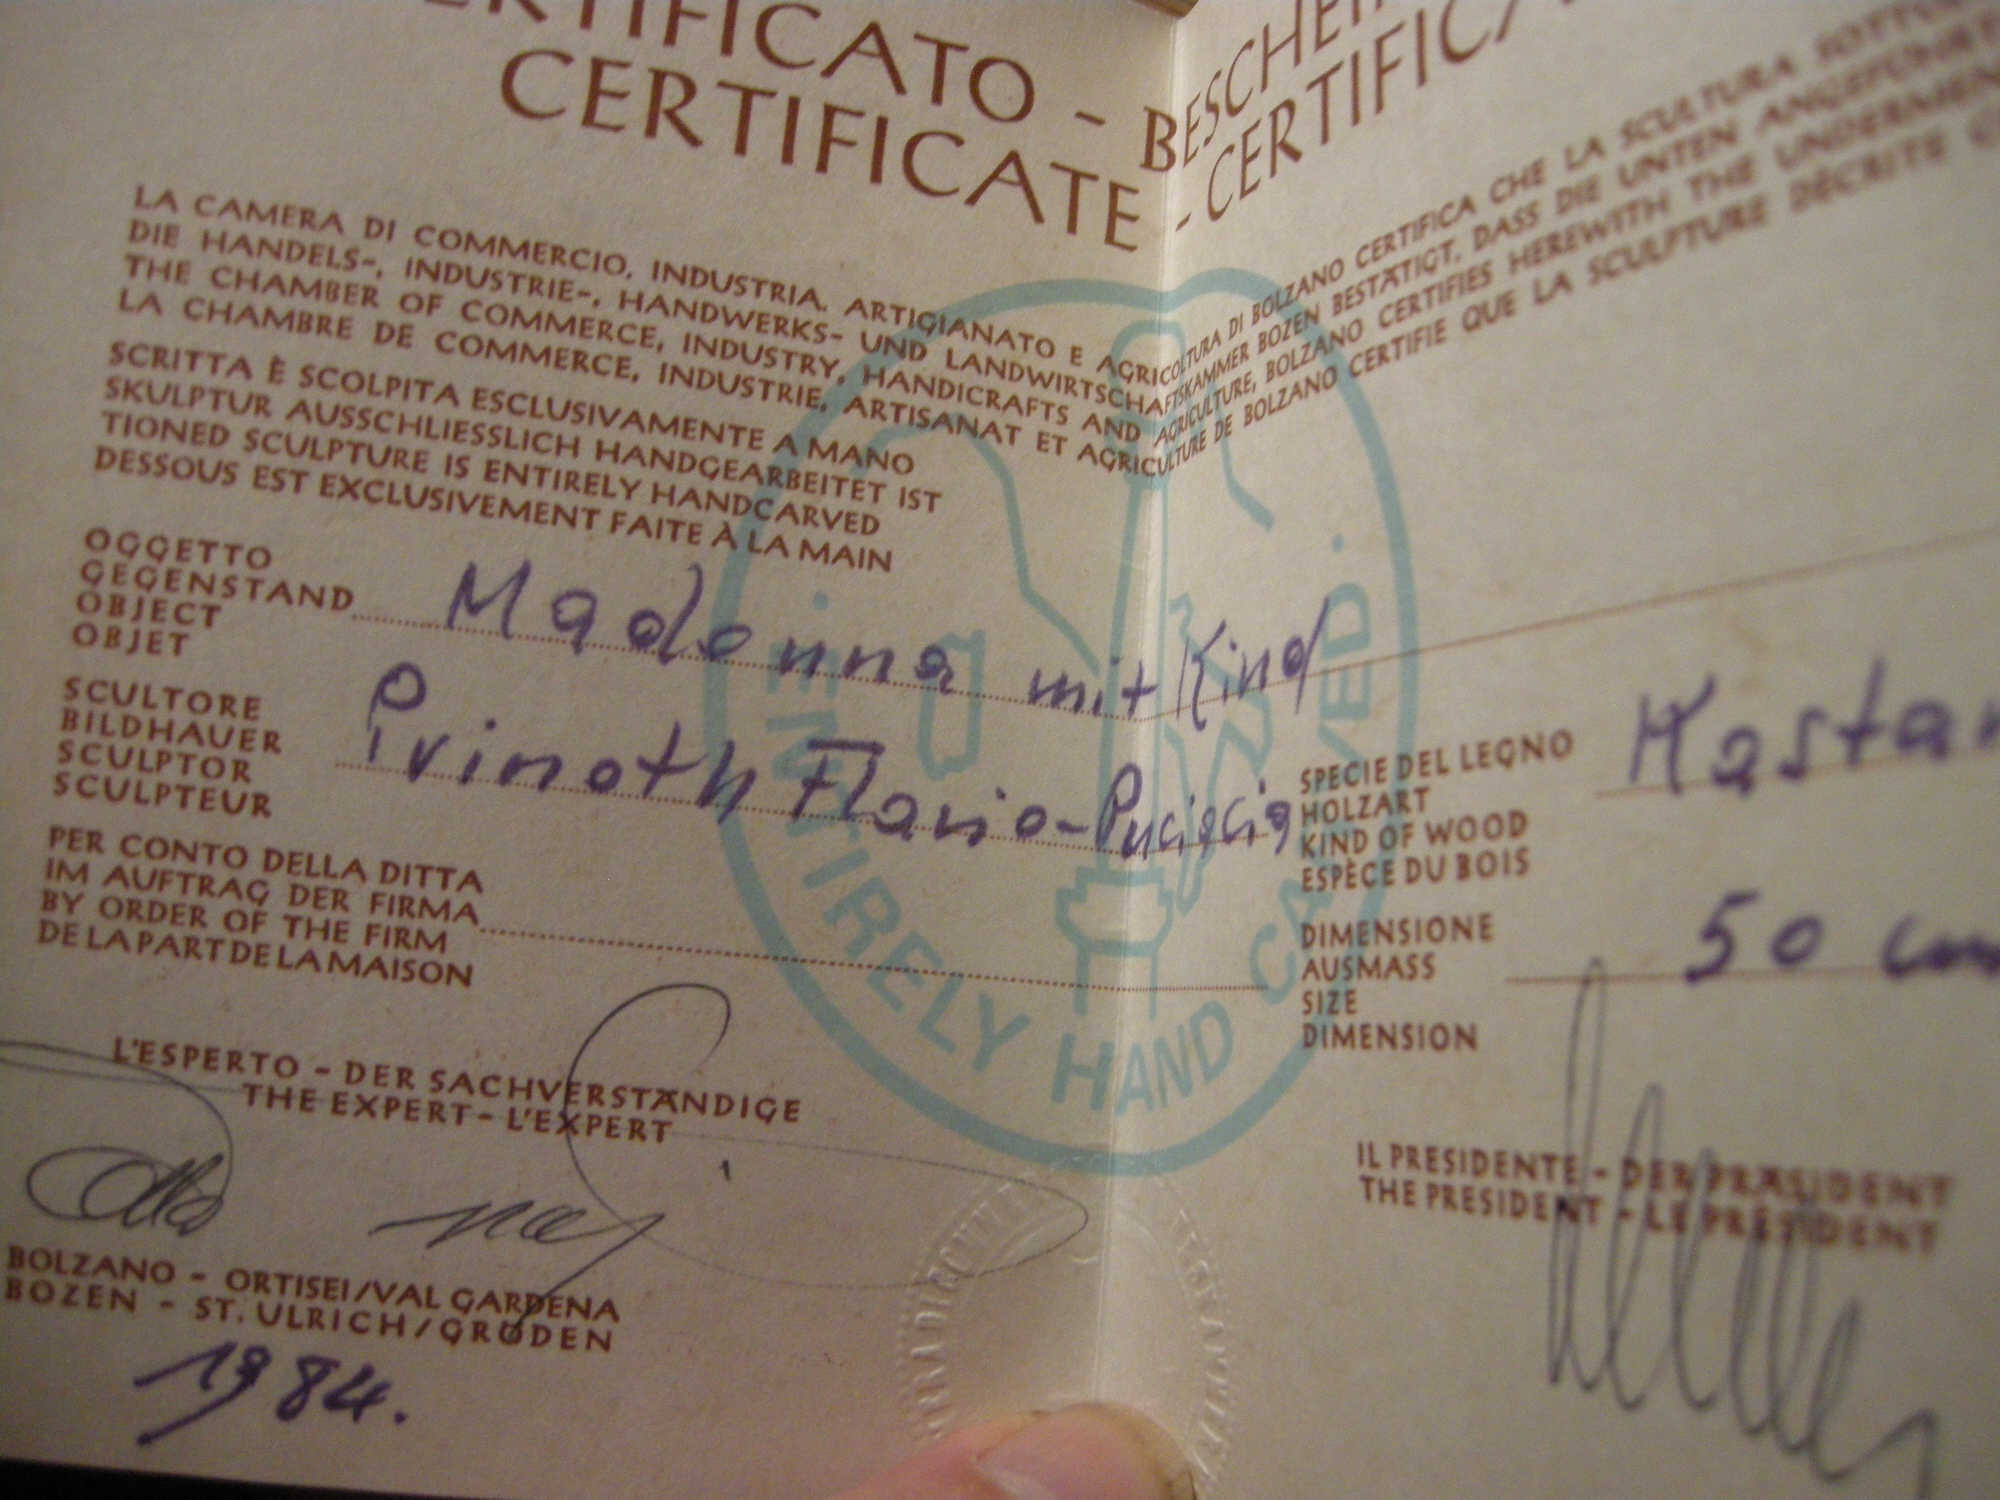 CERTIFICATO - BESCHEI
CERTIFICATE - CERTIFICA
LA CAMERA DI COMMERCIO, INDUSTRIA, ARTIGIANATO E AGRICOLTURA DI BOLZANO CERTIFICA CHE LA SCULTURA SOTTO
DIE HANDELS-, INDUSTRIE-, HANDWERKS- UND LANDWIRTSCHAFTSKAMMER BOZEN BESTÄTIGT, DASS DIE UNTEN ANGEFÜHRTE
THE CHAMBER OF COMMERCE, INDUSTRY, HANDICRAFTS AND AGRICULTURE, BOLZANO CERTIFIES HEREWITH THE UNDERMEN
LA CHAMBRE DE COMMERCE, INDUSTRIE, ARTISANAT ET AGRICULTURE DE BOLZANO CERTIFIE QUE LA SCULPTURE DÈCRITE
SCRITTA È SCOLPITA ESCLUSIVAMENTE A MANO
SKULPTUR AUSSCHLIESSLICH HANDGEARBEITET IST
TIONED SCULPTURE IS ENTIRELY HANDCARVED
DESSOUS EST EXCLUSIVEMENT FAITE À LA MAIN
OGGETTO
GEGENSTAND
OBJECT
OBJET
Madonna mit Kind
SCULTORE
BILDHAUER
SCULPTOR
SCULPTEUR
Primoth Flavio-
SPECIE DEL LEGNO
HOLZART
KIND OF WOOD
ESPÈCE DU BOIS
Kastan
PER CONTO DELLA DITTA
IM AUFTRAG DER FIRMA
BY ORDER OF THE FIRM
DE LA PART DE LA MAISON
DIMENSIONE
AUSMASS
SIZE
DIMENSION
50 cm
ENTIRELY HAND CARVED
L'ESPERTO - DER SACHVERSTÄNDIGE
THE EXPERT - L'EXPERT
IL PRESIDENTE - DER PRÄSIDENT
THE PRESIDENT - LE PRÉSIDENT
BOLZANO - ORTISEI/VAL GARDENA
BOZEN - ST. ULRICH/GRÖDEN
1984.